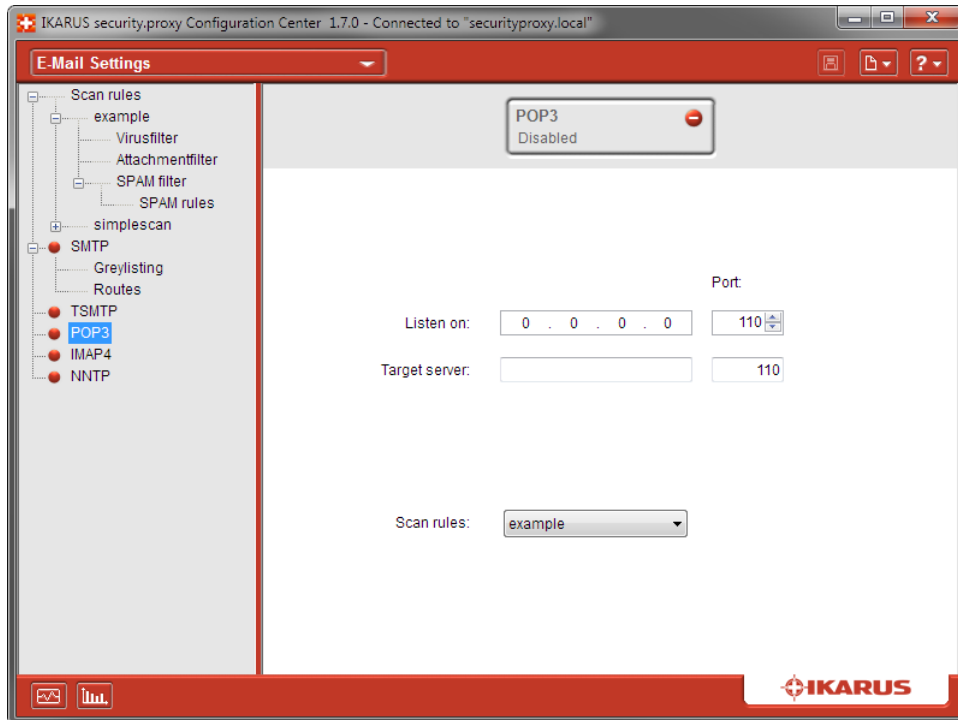 IKARUS security.proxy Configuration Center 1.7.0 - Connected to "securityproxy.local"
E-Mail Settings
?
Scan rules
example
Virusfilter
Attachmentfilter
SPAM filter
SPAM rules
simplescan
SMTP
Greylisting
Routes
TSMTP
POP3
IMAP4
NNTP
POP3
Disabled
Port:
Listen on: 0 . 0 . 0 . 0 110
Target server: 110
Scan rules: example
IKARUS